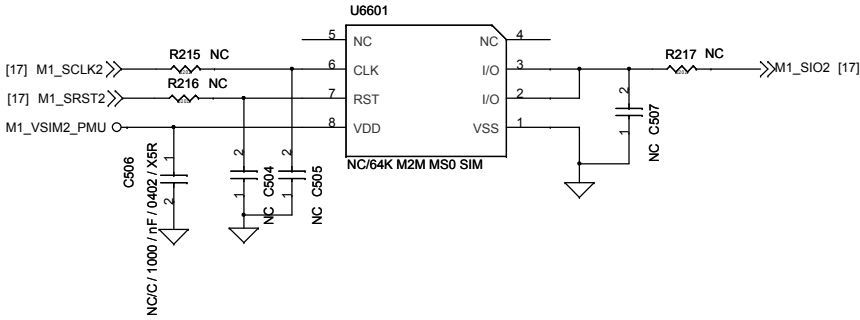 U6601
5 NC NC 4
[17] M1_SCLK2 R215 NC 6 CLK I/O 3 R217 NC M1_SIO2 [17]
[17] M1_SRST2 R216 NC 7 RST I/O 2
M1_VSIM2_PMU 8 VDD VSS 1
NC/64K M2M MS0 SIM
1 C506 2
NC/C / 1000 / nF / 0402 / X5R
2 1 NC C504
2 1 NC C505
2 1 NC C507